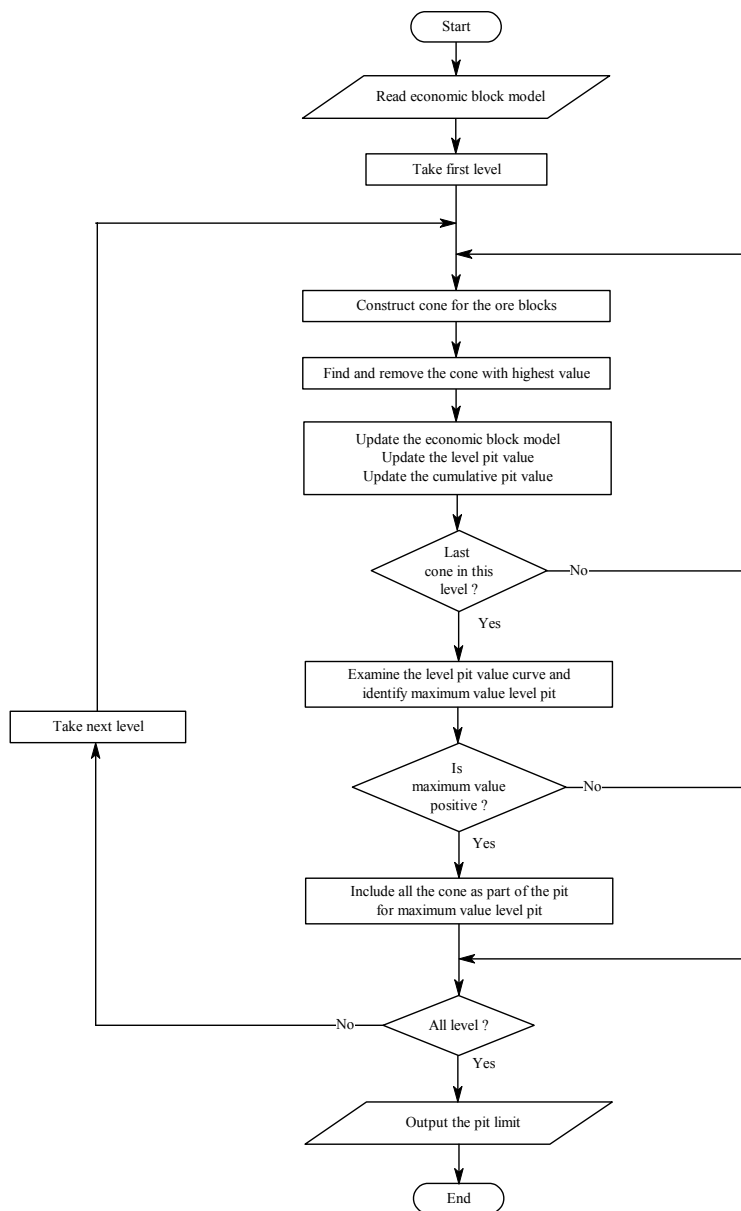 Start
Read economic block model
Take first level
Construct cone for the ore blocks
Find and remove the cone with highest value
Update the economic block model
Update the level pit value
Update the cumulative pit value
Last
cone in this
level ?
No
Yes
Examine the level pit value curve and
identify maximum value level pit
Take next level
Is
maximum value
positive ?
No
Yes
Include all the cone as part of the pit
for maximum value level pit
All level ?
No
Yes
Output the pit limit
End